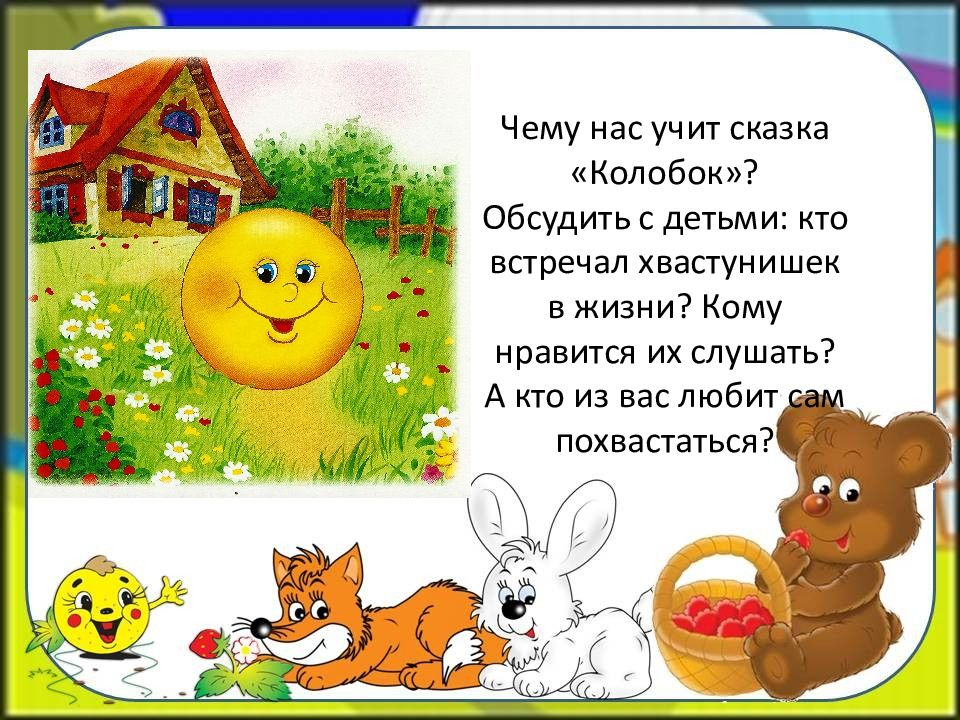 Чему нас учит сказка
«Колобок»?
Обсудить с детьми: кто
встречал хвастунишек
в жизни? Кому
нравится их слушать?
А кто из вас любит сам
похвастаться?